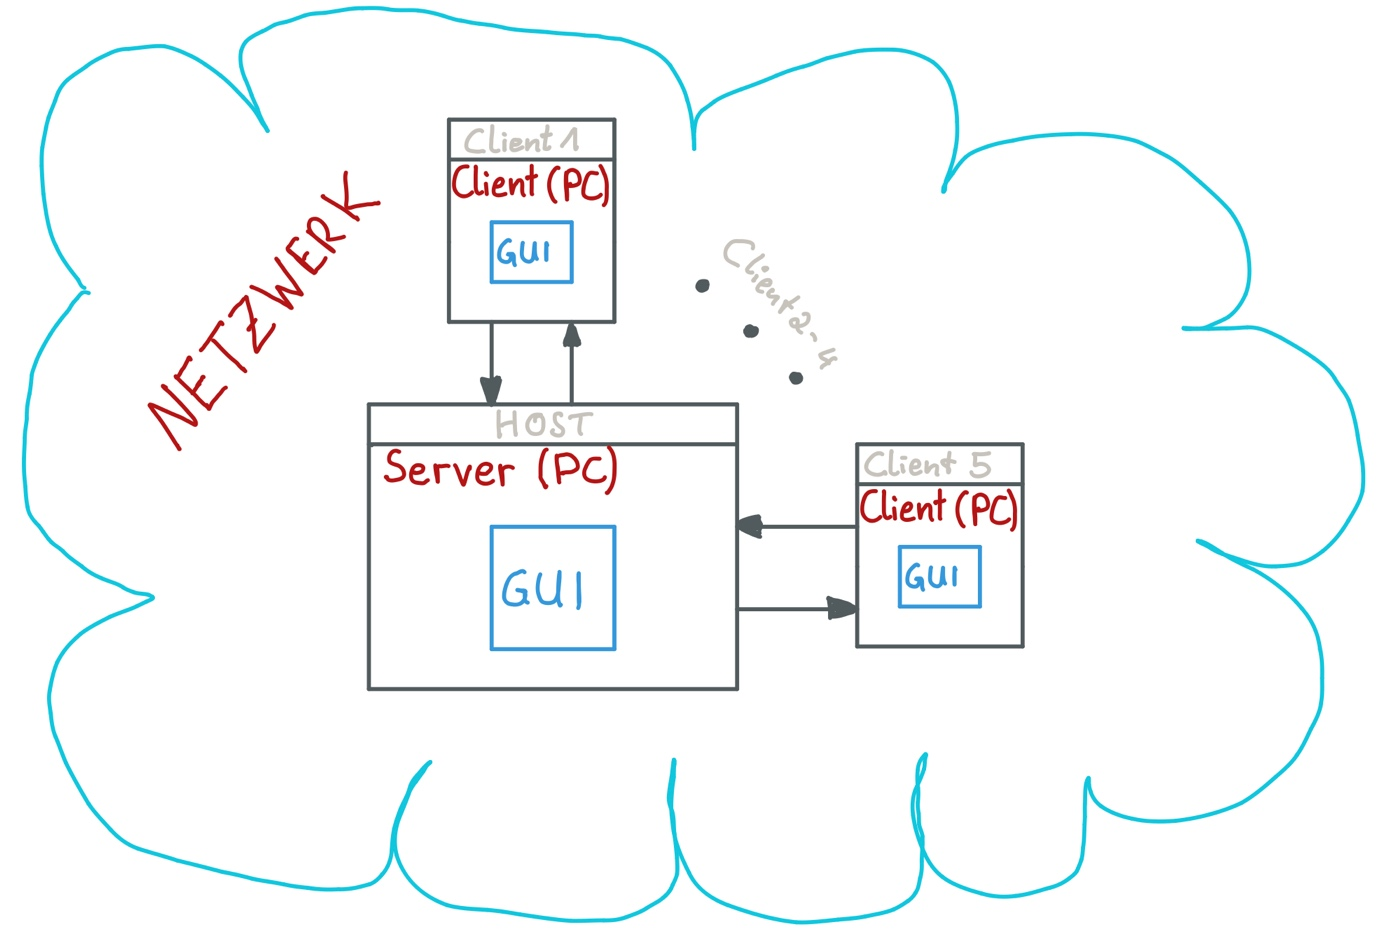 NETZWERK
Client 1
Client (PC)
GUI
Client 2-4
HOST
Server (PC)
GUI
Client 5
Client (PC)
GUI